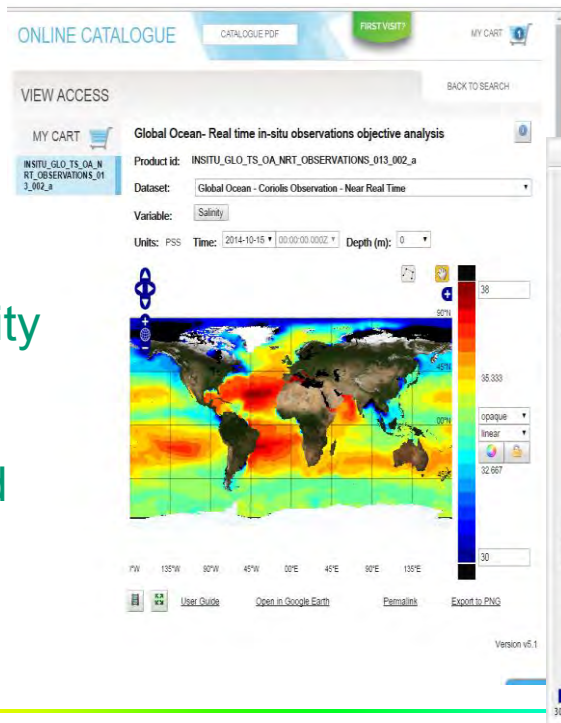 ONLINE CATALOGUE
CATALOGUE PDF
FIRST VISIT?
MY CART 1
VIEW ACCESS
BACK TO SEARCH
MY CART
INSITU_GLO_TS_OA_N
RT_OBSERVATIONS_01
3_002_a
Global Ocean- Real time in-situ observations objective analysis
Product id: INSITU_GLO_TS_OA_NRT_OBSERVATIONS_013_002_a
Dataset: Global Ocean - Coriolis Observation - Near Real Time
Variable: Salinity
Units: PSS Time: 2014-10-15 00:00:00.000Z Depth (m): 0
38
90°N
45°N
35.333
00°N
opaque
linear
32.667
45°S
30
135°W 90°W 45°W 00°E 45°E 90°E 135°E
User Guide Open in Google Earth Permalink Export to PNG
Version v5.1
ity
d
30